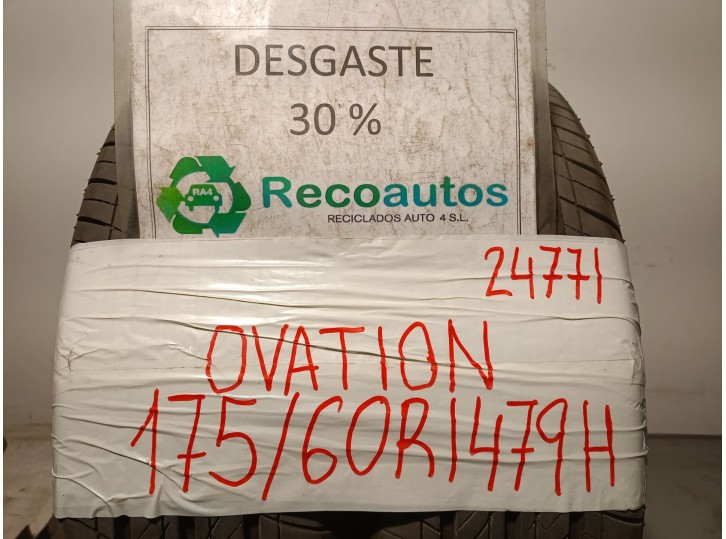 DESGASTE
30 %
RA4
Recoautos
RECICLADOS AUTO 4 S.L.
24771
OVATION
175/60R1479H